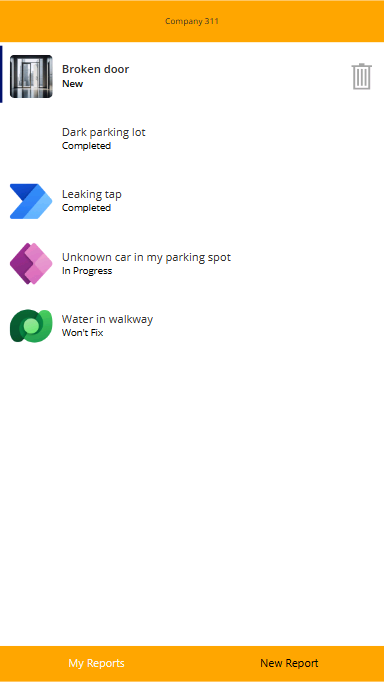 Company 311
Broken door
New
Dark parking lot
Completed
Leaking tap
Completed
Unknown car in my parking spot
In Progress
Water in walkway
Won't Fix
My Reports
New Report